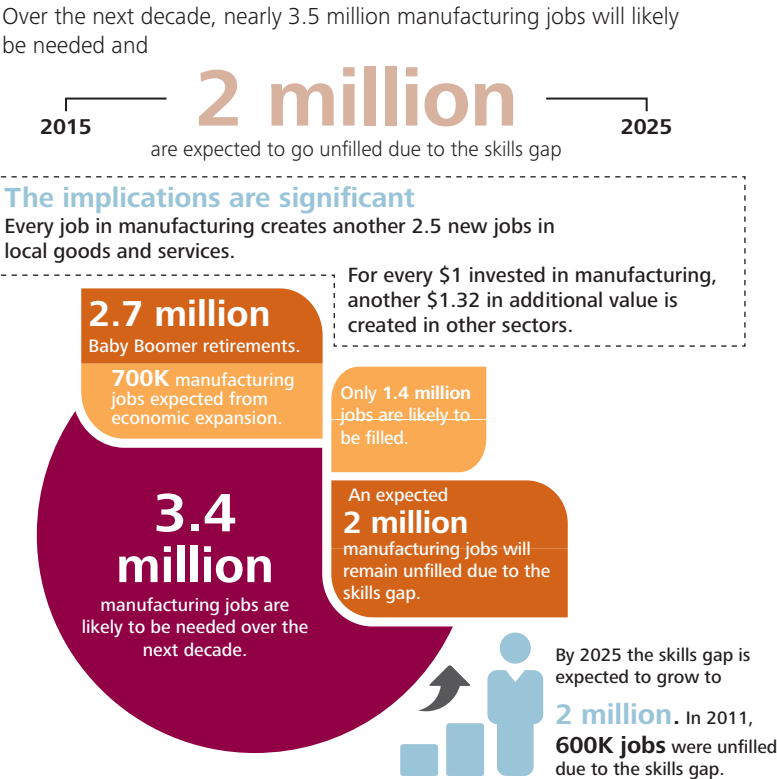 Over the next decade, nearly 3.5 million manufacturing jobs will likely
be needed and
2 million
2015
2025
are expected to go unfilled due to the skills gap
The implications are significant
Every job in manufacturing creates another 2.5 new jobs in
local goods and services.
For every $1 invested in manufacturing,
another $1.32 in additional value is
created in other sectors.
2.7 million
Baby Boomer retirements.
700K manufacturing
jobs expected from
economic expansion.
Only 1.4 million
jobs are likely to
be filled.
3.4
million
manufacturing jobs are
likely to be needed over the
next decade.
An expected
2 million
manufacturing jobs will
remain unfilled due to the
skills gap.
By 2025 the skills gap is
expected to grow to
2 million. In 2011,
600K jobs were unfilled
due to the skills gap.